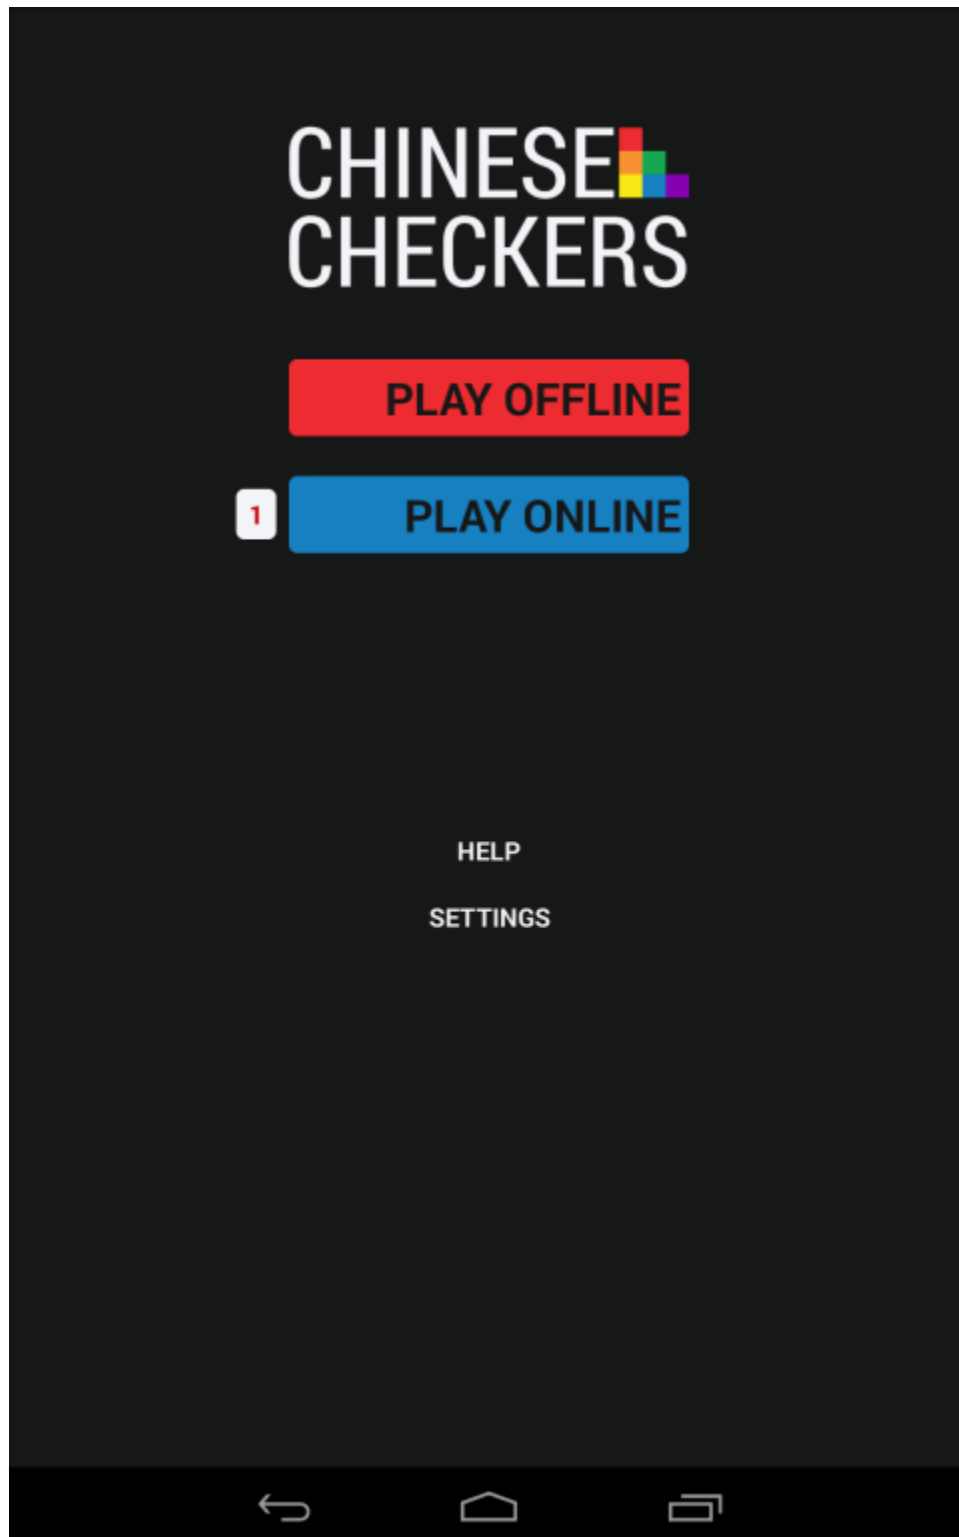 CHINESE
CHECKERS
PLAY OFFLINE
1
PLAY ONLINE
HELP
SETTINGS